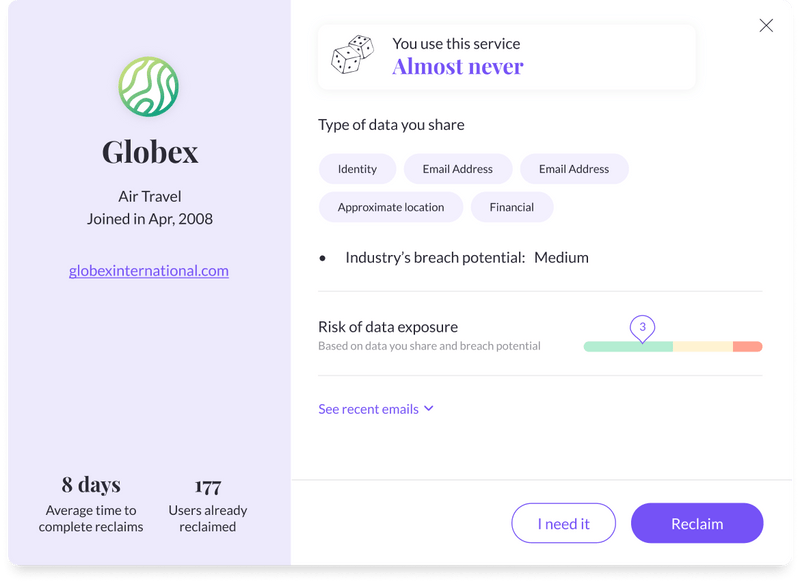 Globex
Air Travel
Joined in Apr, 2008
globexinternational.com
8 days
Average time to
complete reclaims
177
Users already
reclaimed
You use this service
Almost never
Type of data you share
Identity
Email Address
Email Address
Approximate location
Financial
• Industry’s breach potential: Medium
Risk of data exposure
Based on data you share and breach potential
3
See recent emails
I need it
Reclaim